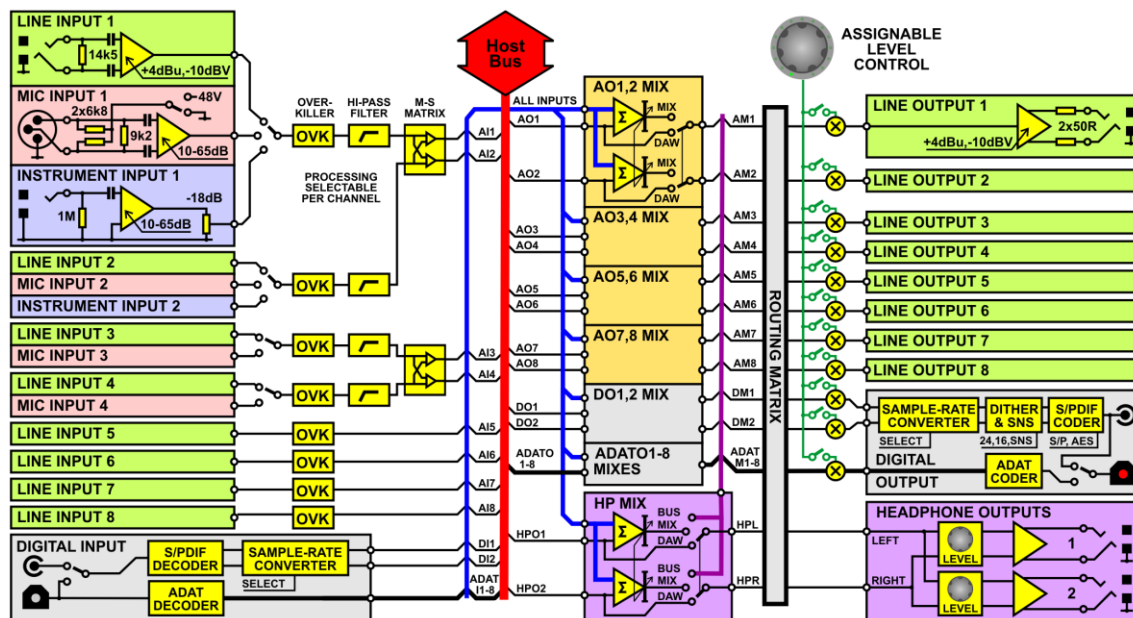 LINE INPUT 1
14k5
+4dBu,-10dBV
MIC INPUT 1
2x6k8
48V
9k2
10-65dB
INSTRUMENT INPUT 1
-18dB
1M
10-65dB
LINE INPUT 2
MIC INPUT 2
INSTRUMENT INPUT 2
LINE INPUT 3
MIC INPUT 3
LINE INPUT 4
MIC INPUT 4
LINE INPUT 5
LINE INPUT 6
LINE INPUT 7
LINE INPUT 8
DIGITAL INPUT
S/PDIF
DECODER
SAMPLE-RATE
CONVERTER
SELECT
ADAT
DECODER
OVER-
KILLER
HI-PASS
FILTER
M-S
MATRIX
OVK
PROCESSING
SELECTABLE
PER CHANNEL
OVK
OVK
OVK
OVK
OVK
OVK
OVK
AI1
AI2
AI3
AI4
AI5
AI6
AI7
AI8
DI1
DI2
ADAT
I1-8
Host
Bus
ALL INPUTS
AO1
AO2
AO3
AO4
AO5
AO6
AO7
AO8
DO1
DO2
ADATO
1-8
HPO1
HPO2
AO1,2 MIX
Σ
MIX
DAW
Σ
MIX
DAW
AO3,4 MIX
AO5,6 MIX
AO7,8 MIX
DO1,2 MIX
ADATO1-8
MIXES
HP MIX
Σ
BUS
MIX
DAW
Σ
BUS
MIX
DAW
AM1
AM2
AM3
AM4
AM5
AM6
AM7
AM8
DM1
DM2
ADAT
M1-8
HPL
HPR
ROUTING MATRIX
ASSIGNABLE
LEVEL
CONTROL
LINE OUTPUT 1
+4dBu,-10dBV
2x50R
LINE OUTPUT 2
LINE OUTPUT 3
LINE OUTPUT 4
LINE OUTPUT 5
LINE OUTPUT 6
LINE OUTPUT 7
LINE OUTPUT 8
SAMPLE-RATE
CONVERTER
SELECT
DITHER
& SNS
24,16,SNS
S/PDIF
CODER
S/P, AES
DIGITAL
OUTPUT
ADAT
CODER
HEADPHONE OUTPUTS
LEFT
LEVEL
1
RIGHT
LEVEL
2